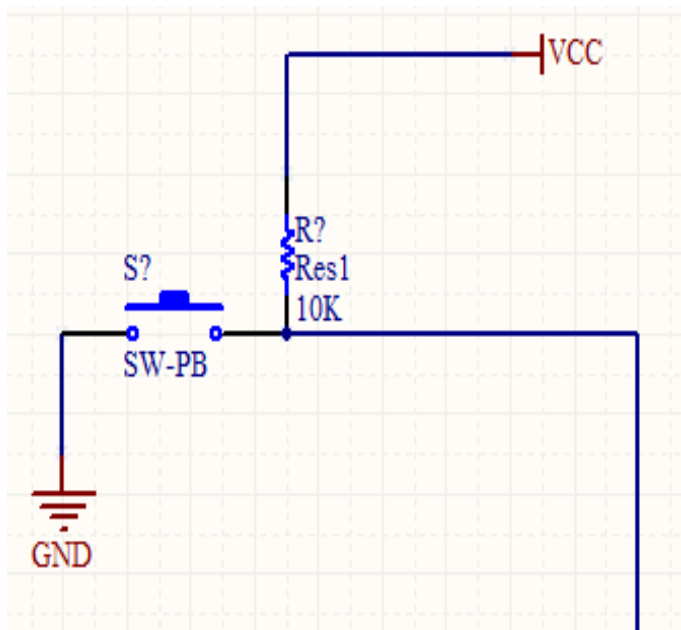 VCC
R?
Res1
10K
S?
SW-PB
GND